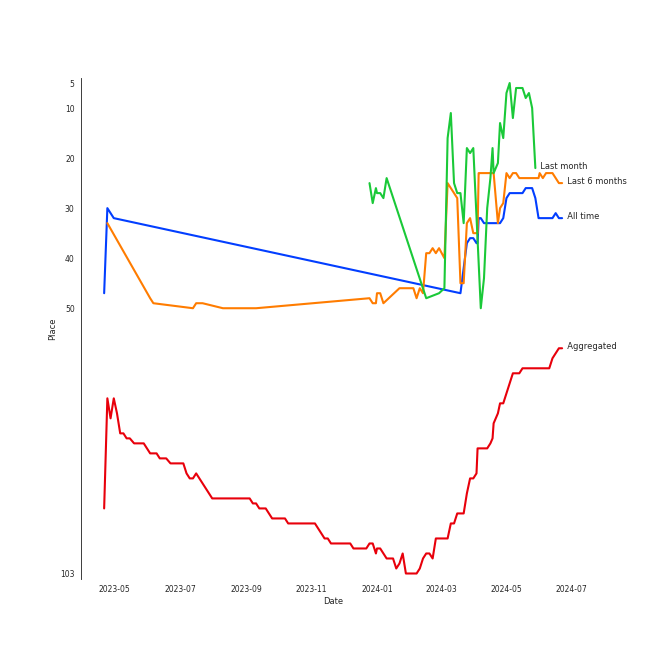 5
10
20
30
40
50
103
Place
Last month
Last 6 months
All time
Aggregated
2023-05 2023-07 2023-09 2023-11 2024-01 2024-03 2024-05 2024-07
Date